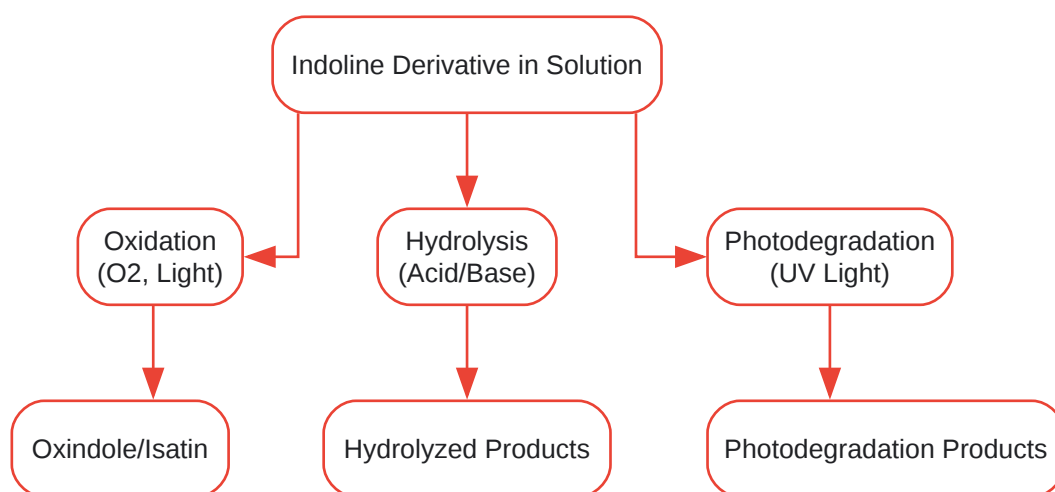 Indoline Derivative in Solution
Oxidation
(O2, Light)
Hydrolysis
(Acid/Base)
Photodegradation
(UV Light)
Oxindole/Isatin
Hydrolyzed Products
Photodegradation Products